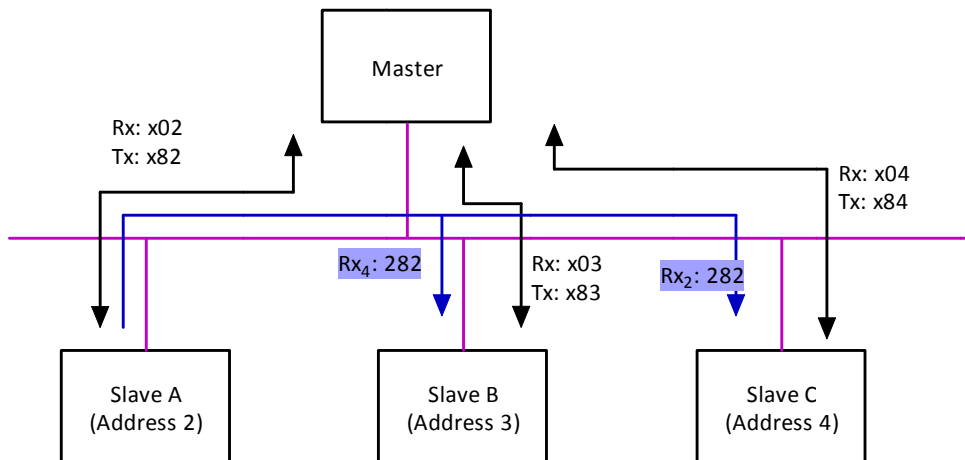 Master
Rx: x02
Tx: x82
Rx: x04
Tx: x84
Rx₄: 282
Rx: x03
Tx: x83
Rx₂: 282
Slave A
(Address 2)
Slave B
(Address 3)
Slave C
(Address 4)